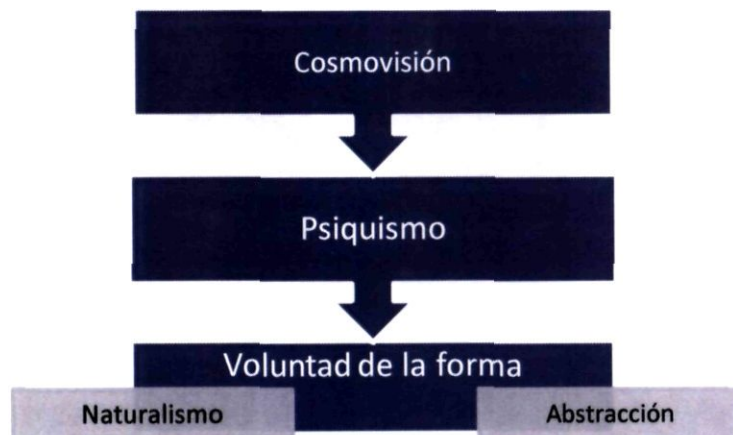 Cosmovisión
Psiquismo
Voluntad de la forma
Naturalismo
Abstracción